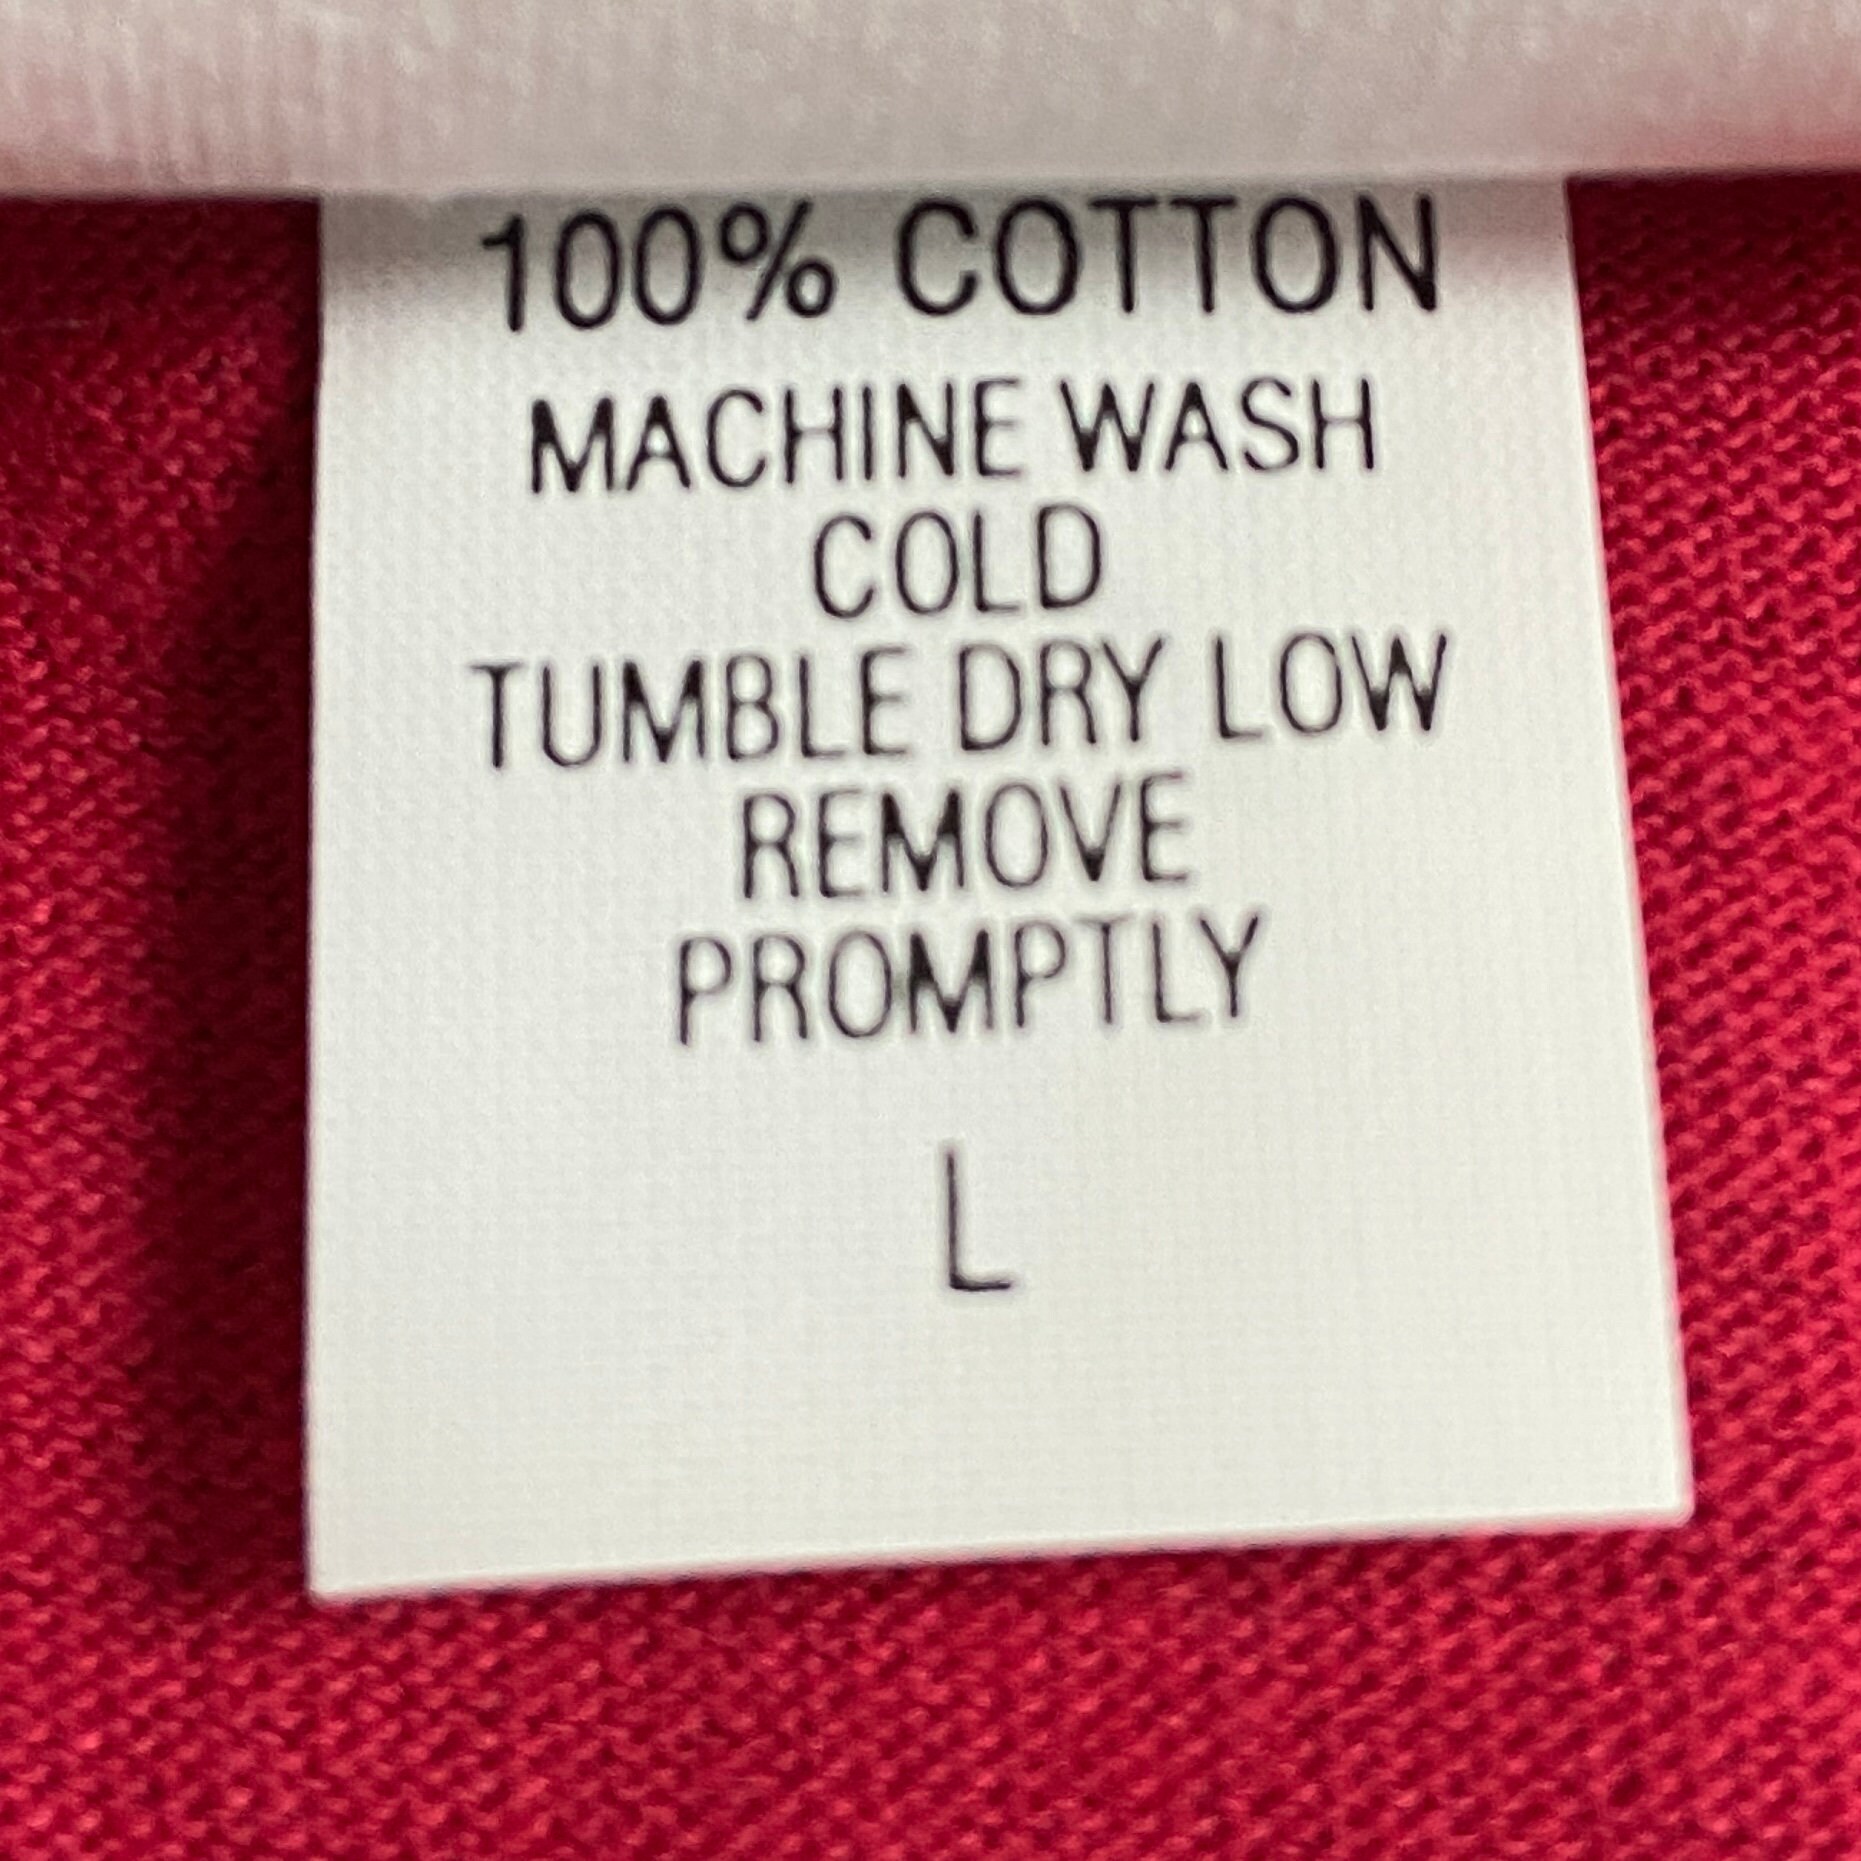 100% COTTON
MACHINE WASH
COLD
TUMBLE DRY LOW
REMOVE
PROMPTLY
L